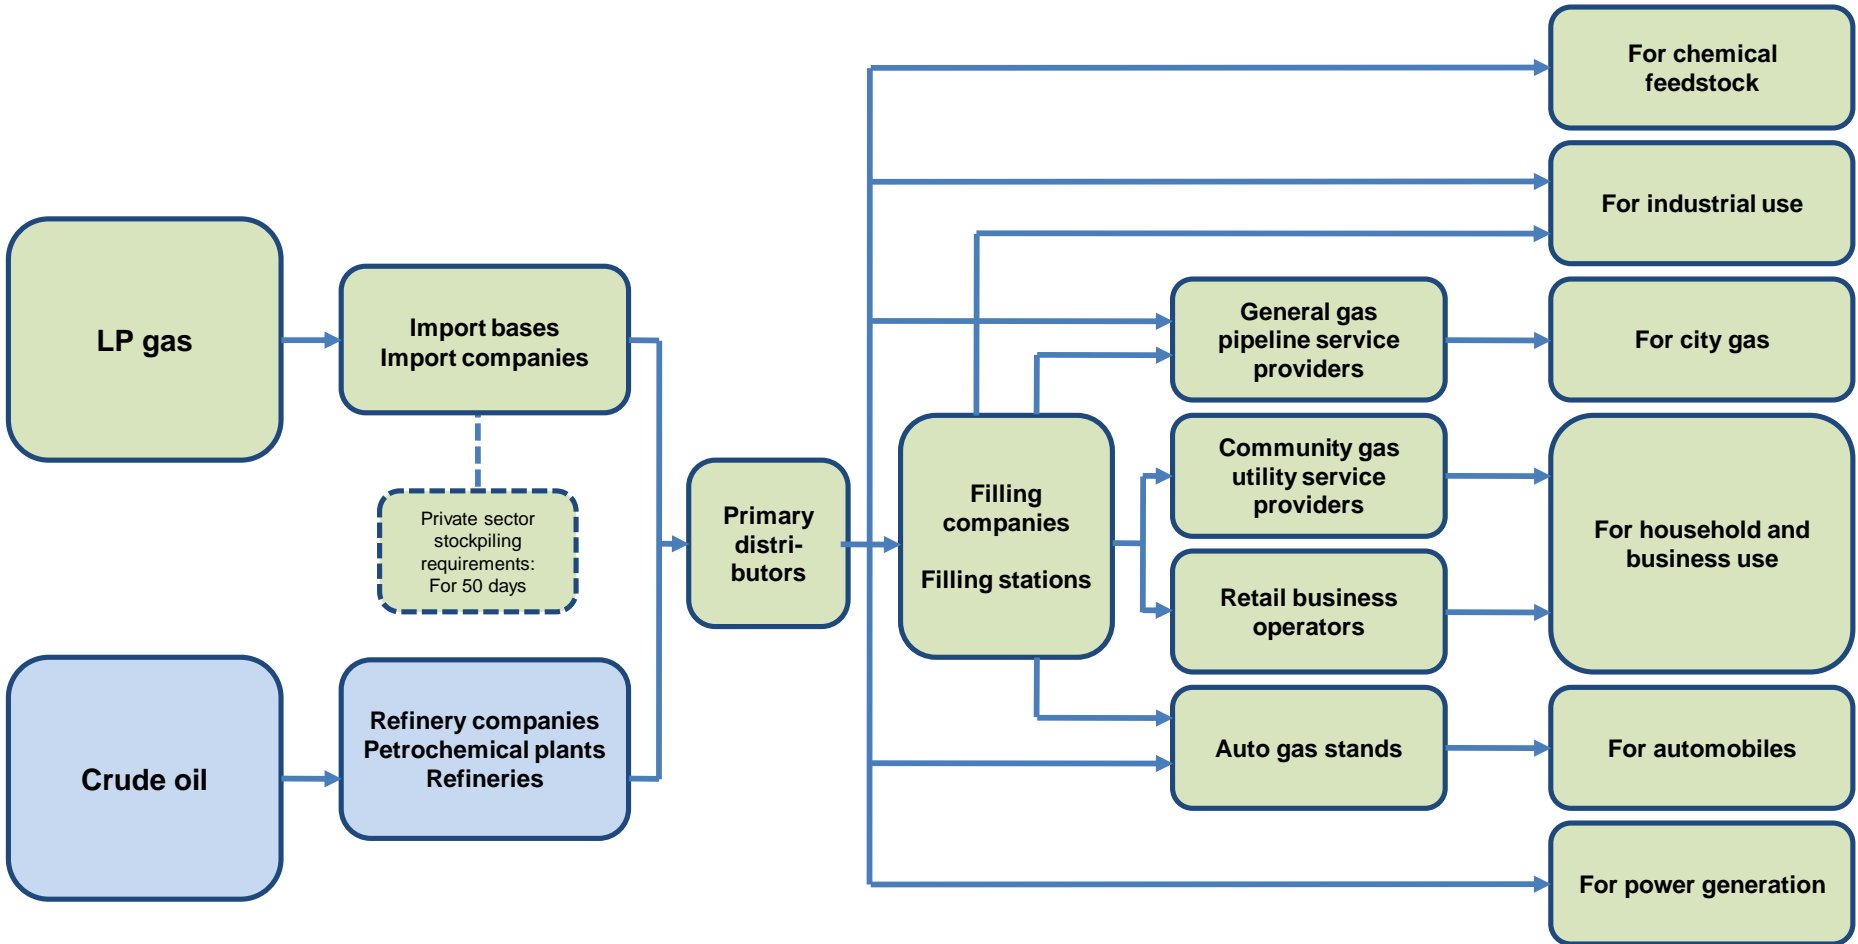 LP gas
Import bases
Import companies
Private sector
stockpiling
requirements:
For 50 days
Crude oil
Refinery companies
Petrochemical plants
Refineries
Primary
distri-
butors
Filling
companies
Filling stations
General gas
pipeline service
providers
Community gas
utility service
providers
Retail business
operators
Auto gas stands
For chemical
feedstock
For industrial use
For city gas
For household and
business use
For automobiles
For power generation